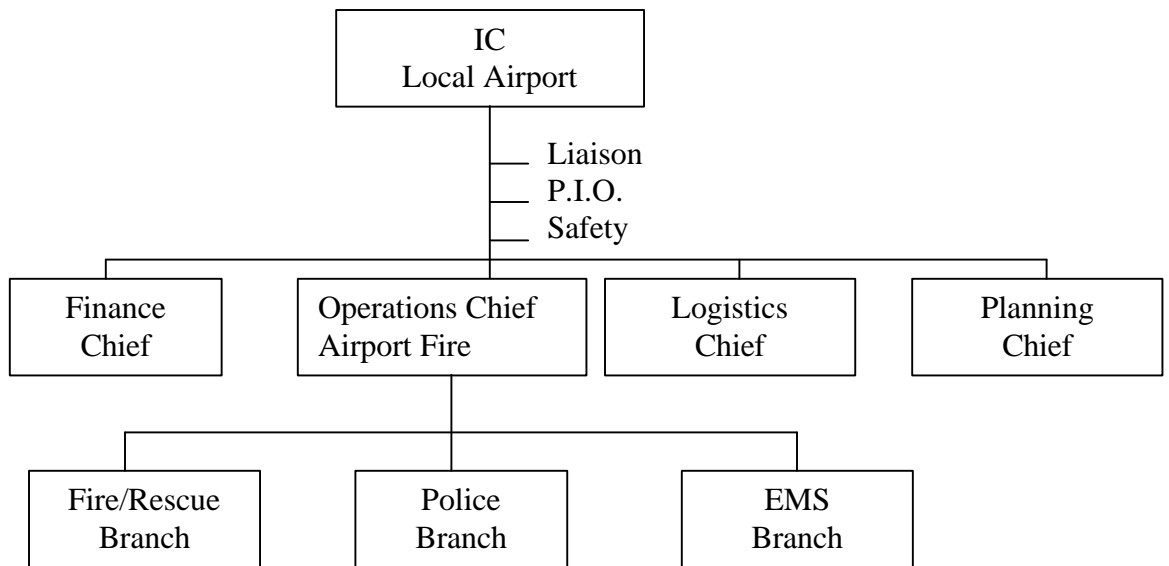 IC
Local Airport
Liaison
P.I.O.
Safety
Finance
Chief
Operations Chief
Airport Fire
Logistics
Chief
Planning
Chief
Fire/Rescue
Branch
Police
Branch
EMS
Branch